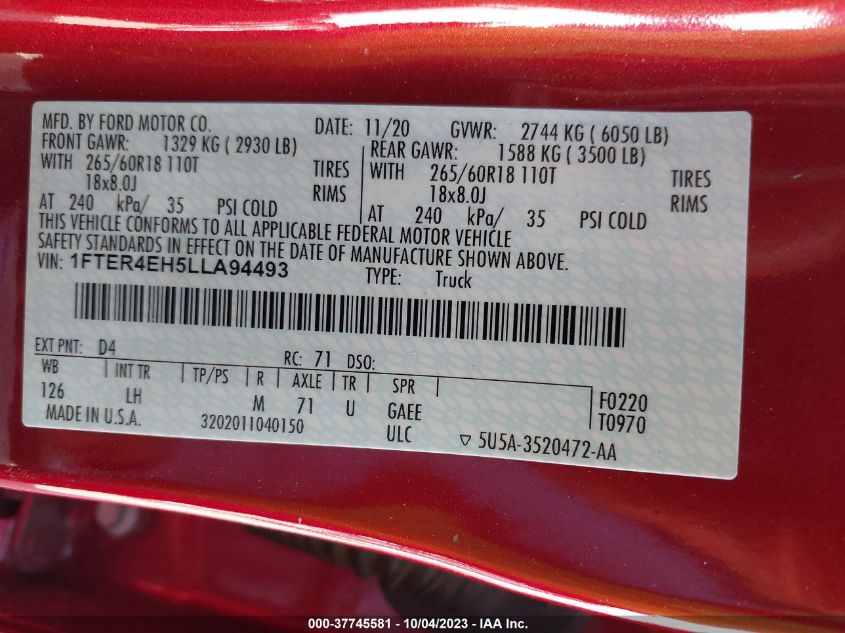 MFD. BY FORD MOTOR CO.
DATE: 11/20 GVWR: 2744 KG ( 6050 LB)
FRONT GAWR: 1329 KG ( 2930 LB)
WITH 265/60R18 110T TIRES
18x8.0J RIMS
AT 240 kPa/ 35 PSI COLD
REAR GAWR: 1588 KG ( 3500 LB)
WITH 265/60R18 110T TIRES
18x8.0J RIMS
AT 240 kPa/ 35 PSI COLD
THIS VEHICLE CONFORMS TO ALL APPLICABLE FEDERAL MOTOR VEHICLE
SAFETY STANDARDS IN EFFECT ON THE DATE OF MANUFACTURE SHOWN ABOVE.
VIN: 1FTER4EH5LLA94493 TYPE: Truck
EXT PNT: D4 RC: 71 DSO:
WB INT TR TP/PS R AXLE TR SPR
126 LH M 71 U GAEE F0220
MADE IN U.S.A. 3202011040150 ULC T0970
5U5A-3520472-AA
000-37745581 - 10/04/2023 - IAA Inc.